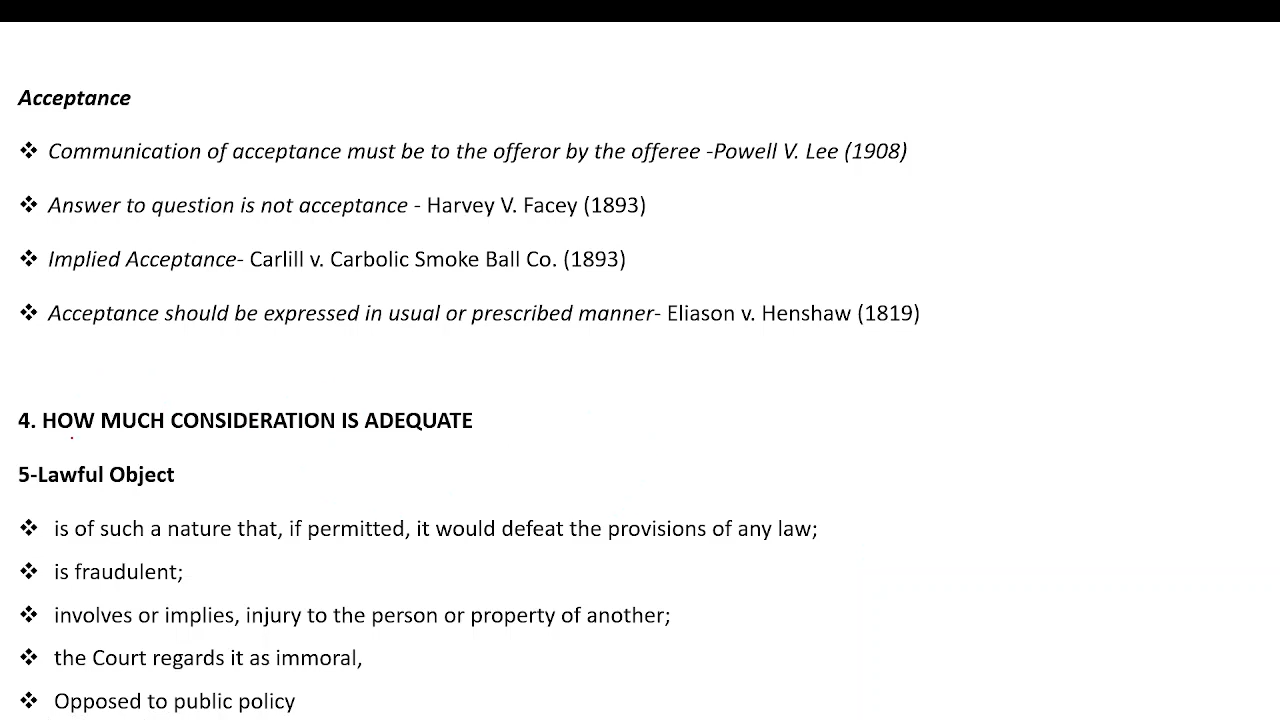 Acceptance
❖ Communication of acceptance must be to the offeror by the offeree -Powell V. Lee (1908)
❖ Answer to question is not acceptance - Harvey V. Facey (1893)
❖ Implied Acceptance- Carlill v. Carbolic Smoke Ball Co. (1893)
❖ Acceptance should be expressed in usual or prescribed manner- Eliason v. Henshaw (1819)
4. HOW MUCH CONSIDERATION IS ADEQUATE
5-Lawful Object
❖ is of such a nature that, if permitted, it would defeat the provisions of any law;
❖ is fraudulent;
❖ involves or implies, injury to the person or property of another;
❖ the Court regards it as immoral,
❖ Opposed to public policy